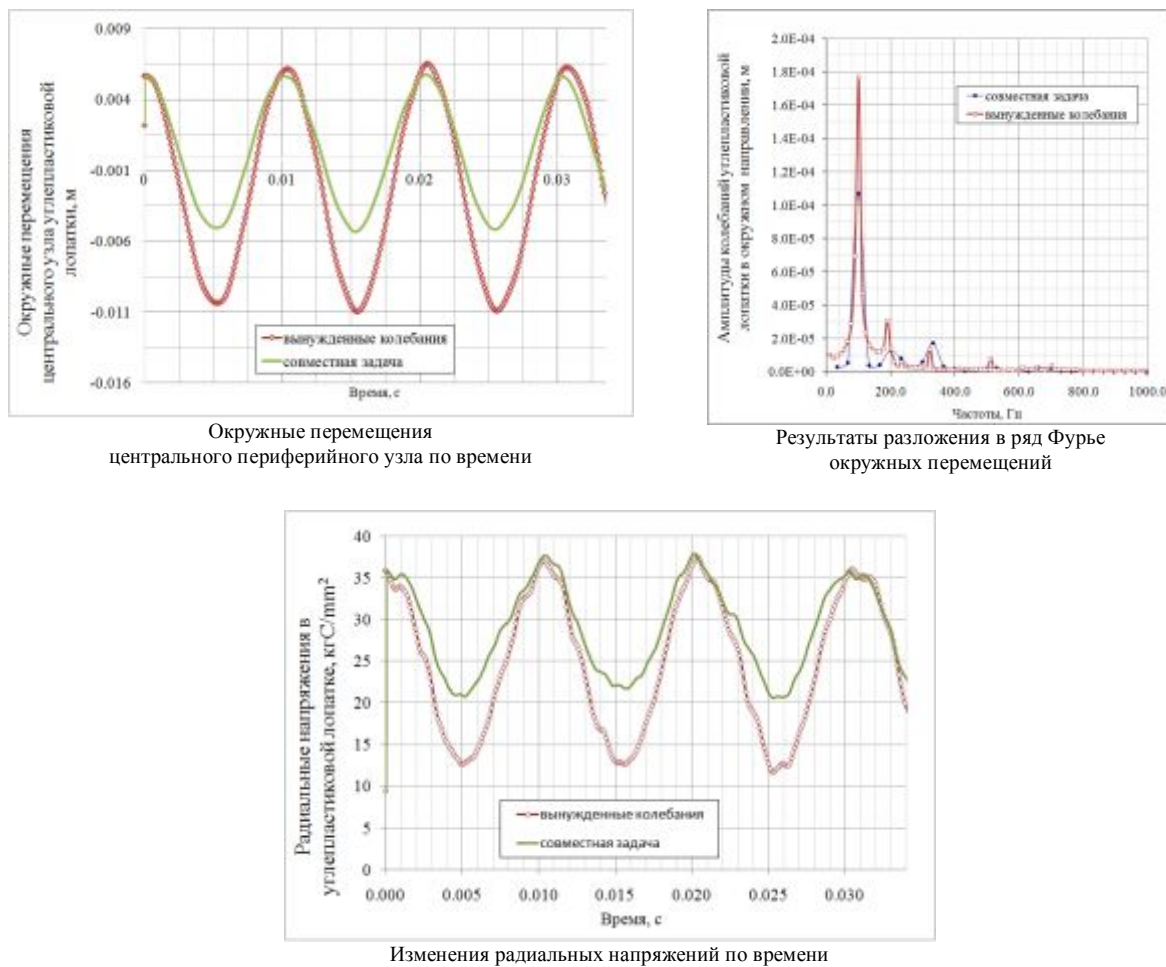 0.009
0.004
-0.001
-0.006
-0.011
-0.016
0
0.01
0.02
0.03
Окружные перемещения
центрального узла углепластиковой
лопатки, м
вынужденные колебания
совместная задача
Время, с
Окружные перемещения
центрального периферийного узла по времени
2.0E-04
1.8E-04
1.6E-04
1.4E-04
1.2E-04
1.0E-04
8.0E-05
6.0E-05
4.0E-05
2.0E-05
0.0E+00
0.0
200.0
400.0
600.0
800.0
1000.0
Амплитуды колебаний углепластиковой
лопатки в окружном направлении, м
совместная задача
вынужденные колебания
Частоты, Гц
Результаты разложения в ряд Фурье
окружных перемещений
40
35
30
25
20
15
10
5
0
0.000
0.005
0.010
0.015
0.020
0.025
0.030
Радиальные напряжения в
углепластиковой лопатке, кгС/mm²
вынужденные колебания
совместная задача
Время, с
Изменения радиальных напряжений по времени